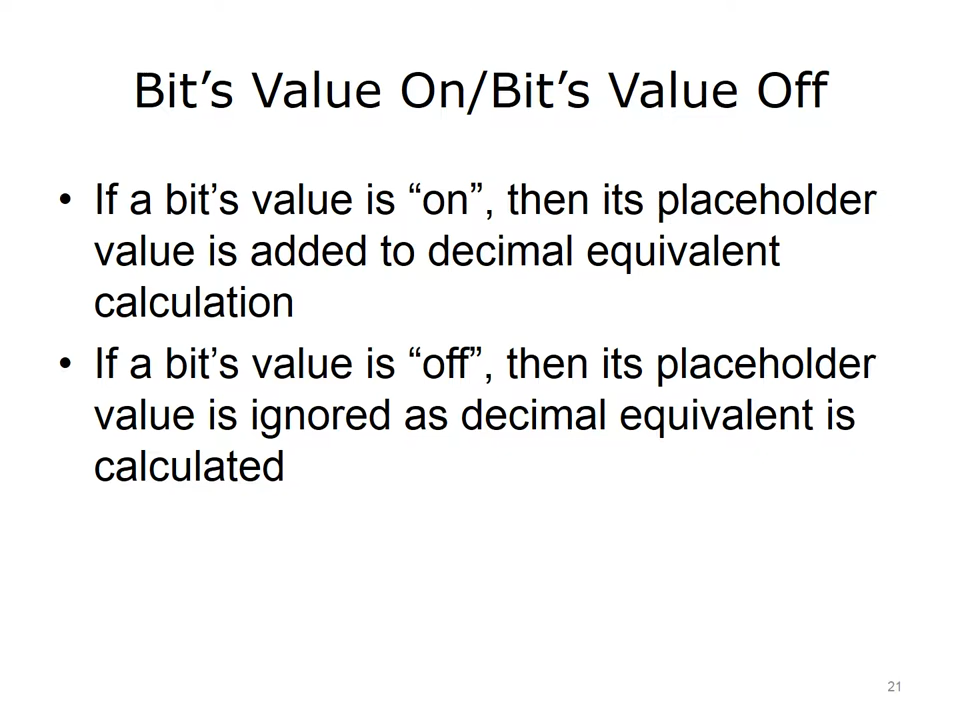 Bit’s Value On/Bit’s Value Off
• If a bit’s value is “on”, then its placeholder
value is added to decimal equivalent
calculation
• If a bit’s value is “off”, then its placeholder
value is ignored as decimal equivalent is
calculated
21